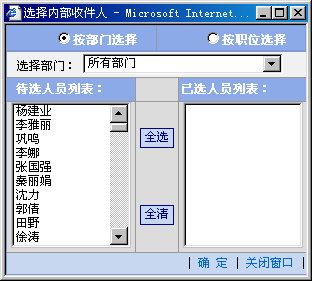 选择内部收件人 - Microsoft Internet...
按部门选择 按职位选择
选择部门： 所有部门
待选人员列表： 已选人员列表：
杨建业
李雅丽
巩鸣
李娜
张国强
秦丽娟
沈力
郭倩
田野
徐涛
全选
全清
| 确 定 | 关闭窗口 |